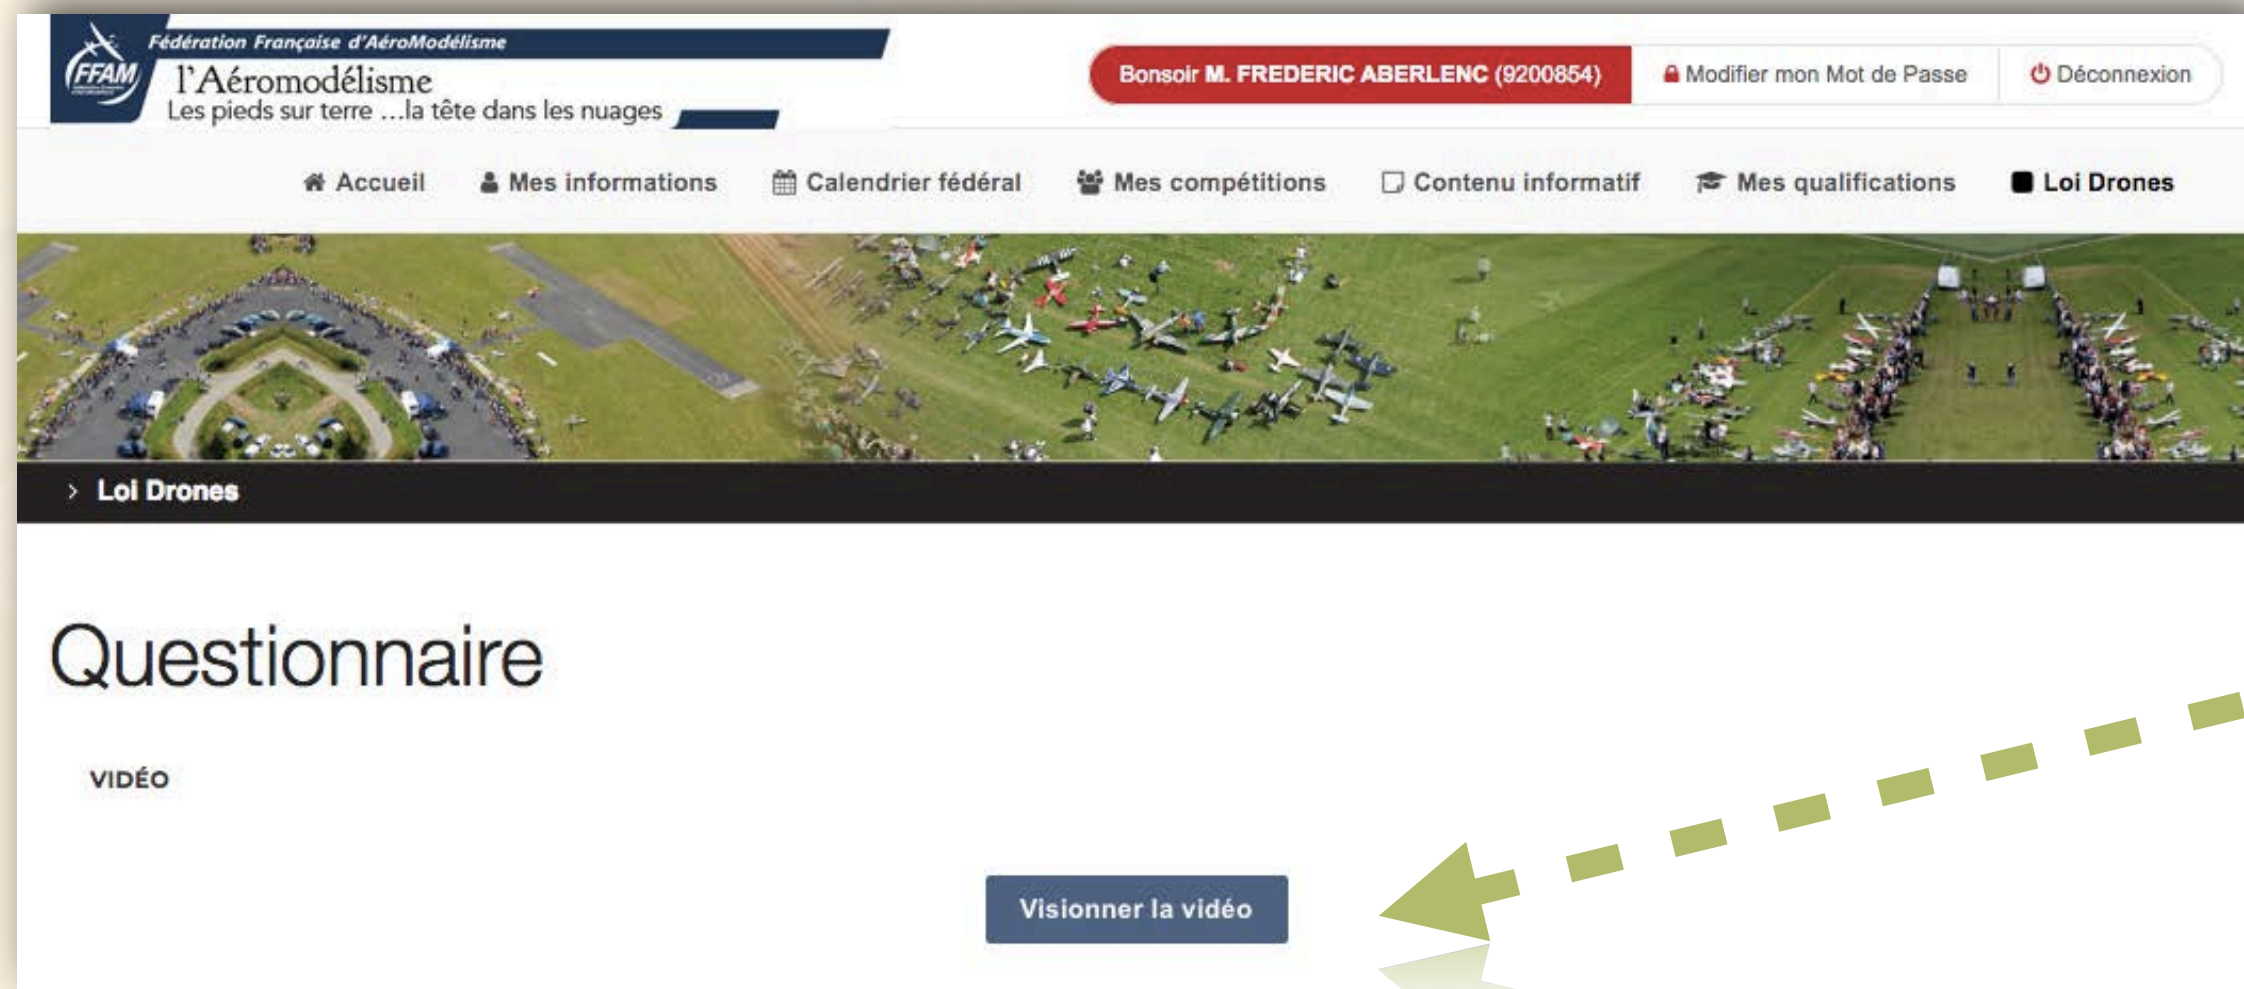 Fédération Française d'AéroModélisme
FFAM
l'Aéromodélisme
Les pieds sur terre ...la tête dans les nuages
Bonsoir M. FREDERIC ABERLENC (9200854)
Modifier mon Mot de Passe
Déconnexion
Accueil
Mes informations
Calendrier fédéral
Mes compétitions
Contenu informatif
Mes qualifications
Loi Drones
> Loi Drones
Questionnaire
VIDÉO
Visionner la vidéo